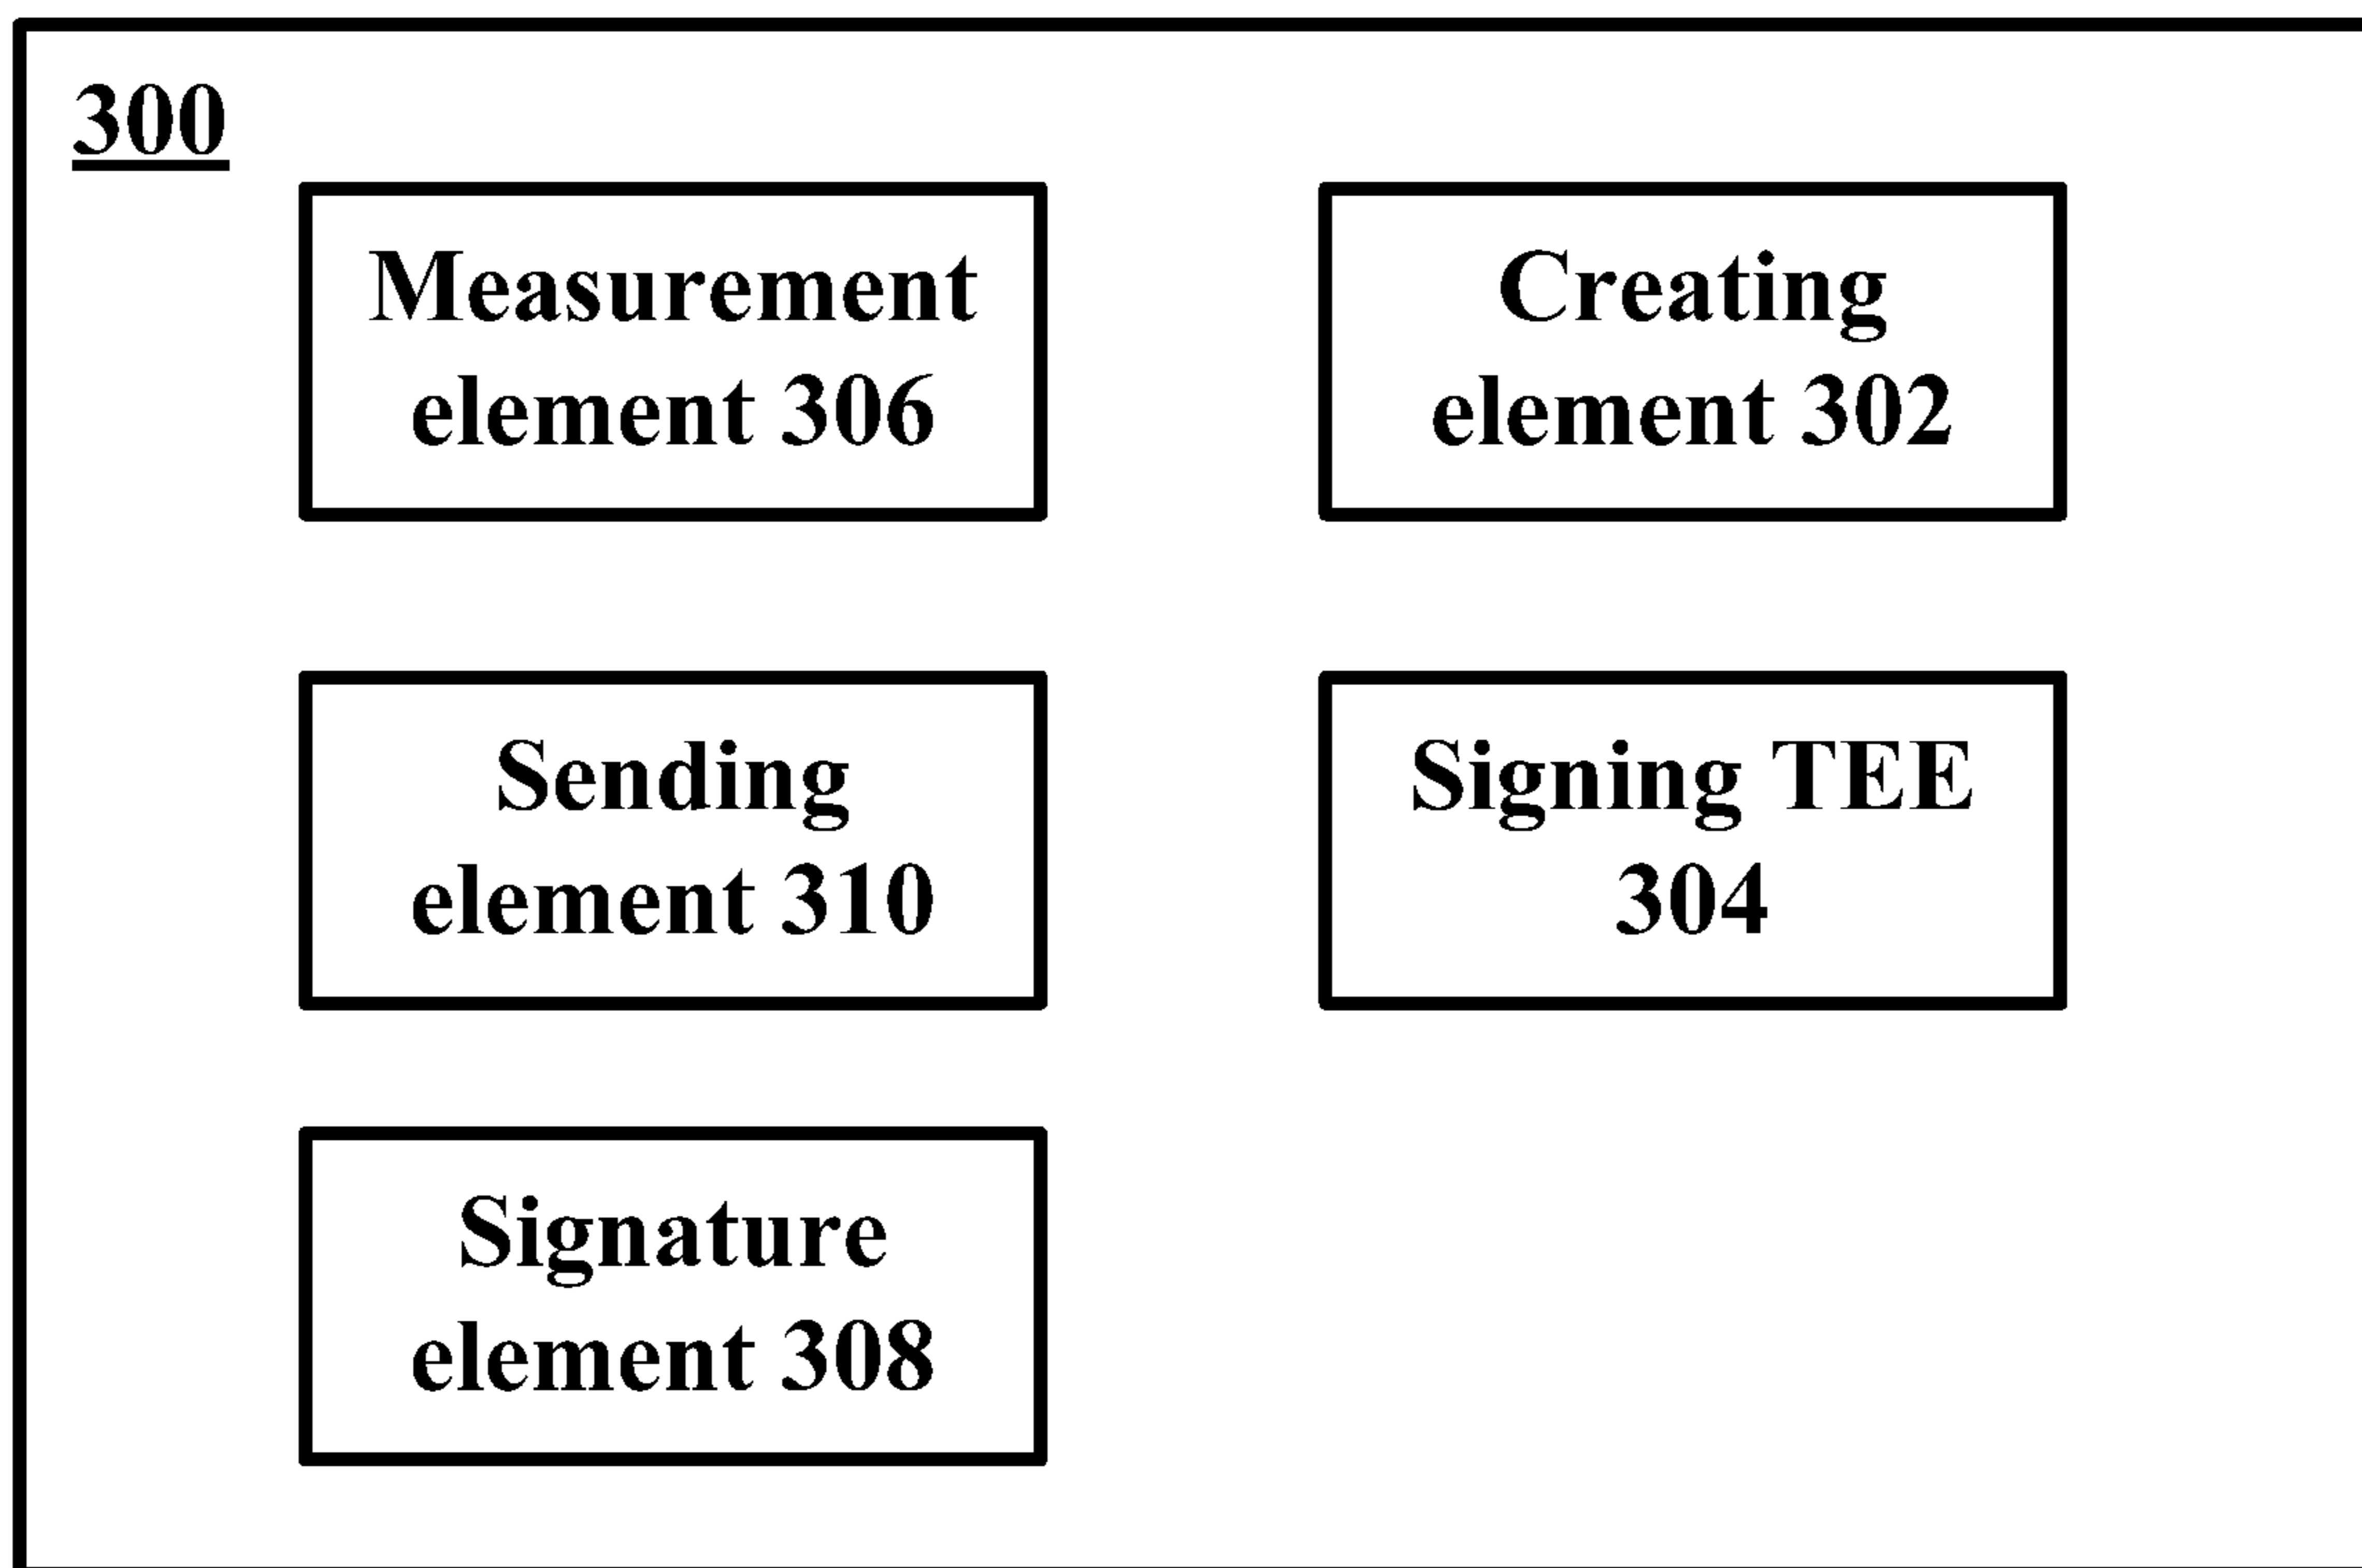 300
Measurement
element 306
Creating
element 302
Sending
element 310
Signing TEE
304
Signature
element 308